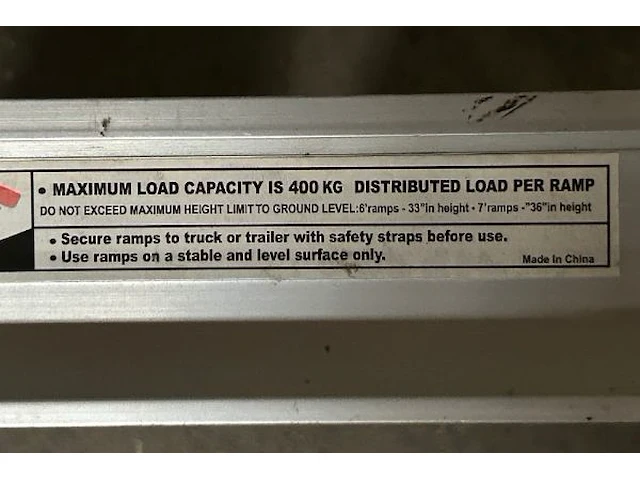 • MAXIMUM LOAD CAPACITY IS 400 KG DISTRIBUTED LOAD PER RAMP
DO NOT EXCEED MAXIMUM HEIGHT LIMIT TO GROUND LEVEL:6'ramps - 33"in height - 7'ramps -"36"in height
• Secure ramps to truck or trailer with safety straps before use.
• Use ramps on a stable and level surface only.
Made In China